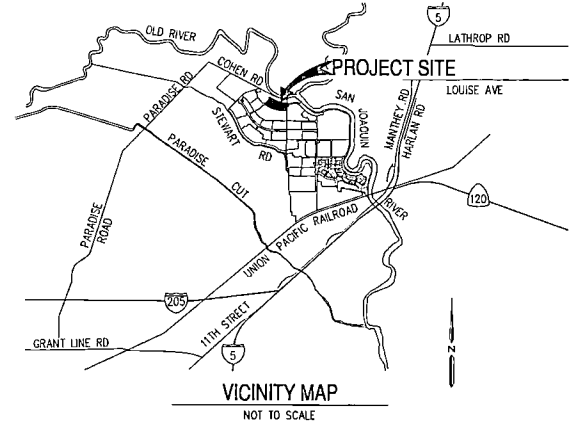 5
OLD RIVER
LATHROP RD
COHEN RD
PROJECT SITE
LOUISE AVE
PARADISE RD
SAN
JOAQUIN
RIVER
MANTHEY RD
HARLAN RD
STEWART
RD
PARADISE
CUT
120
PARADISE
ROAD
UNION PACIFIC RAILROAD
205
11TH STREET
GRANT LINE RD
5
N
VICINITY MAP
NOT TO SCALE